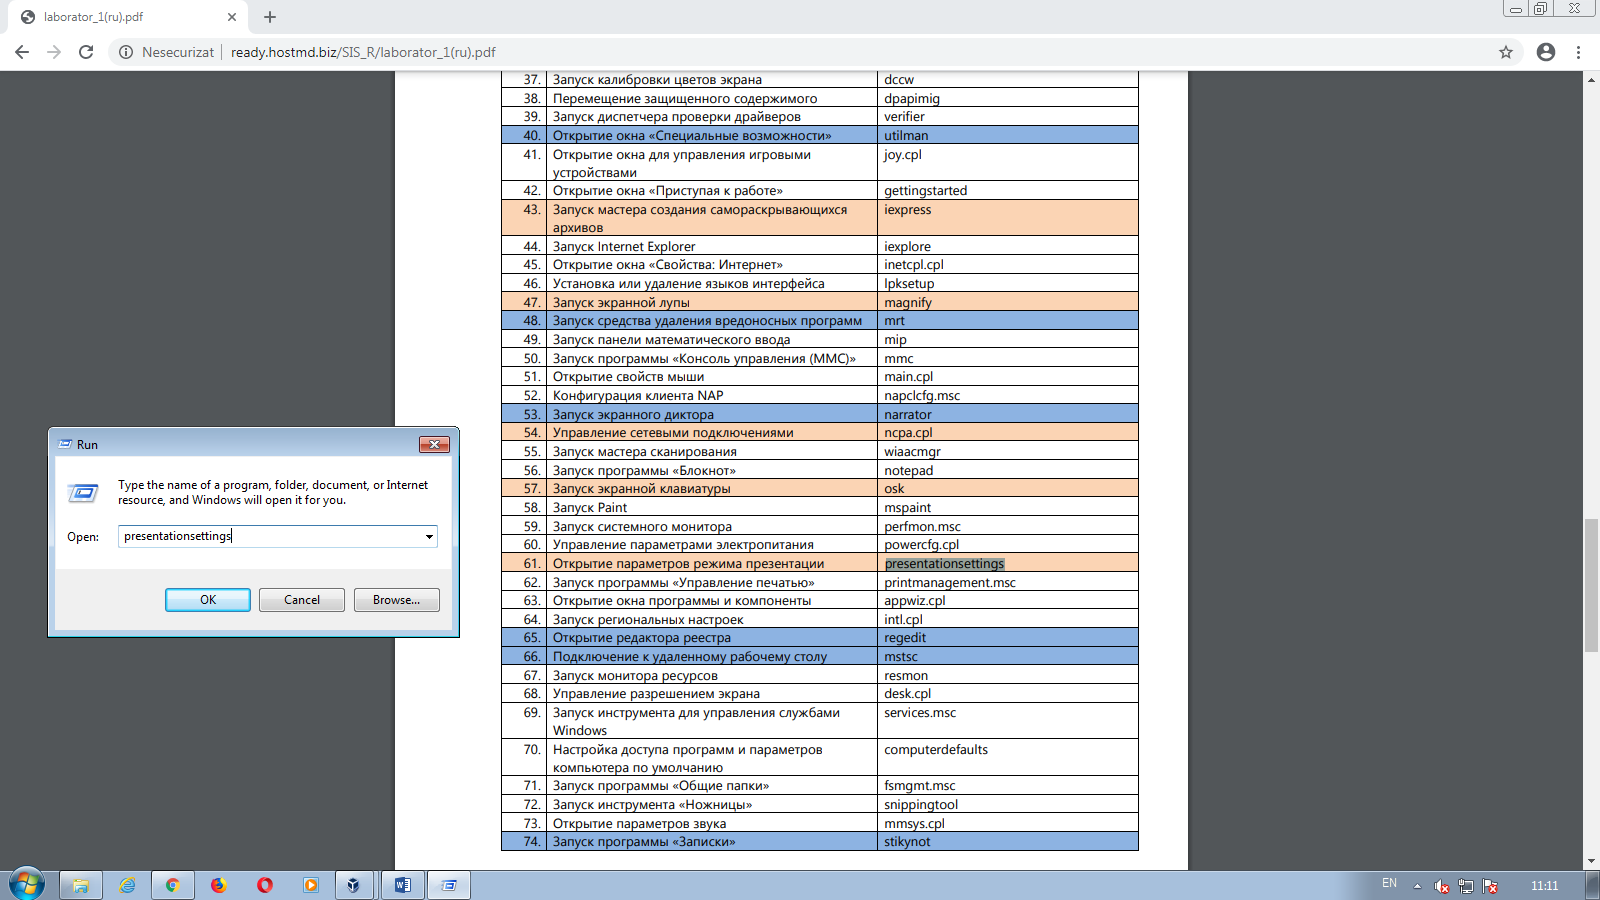 laborator_1(ru).pdf
Nesecurizat
ready.hostmd.biz/SIS_R/laborator_1(ru).pdf
37. Запуск калибровки цветов экрана dccw
38. Перемещение защищенного содержимого dpapimig
39. Запуск диспетчера проверки драйверов verifier
40. Открытие окна «Специальные возможности» utilman
41. Открытие окна для управления игровыми joy.cpl
устройствами
42. Открытие окна «Приступая к работе» gettingstarted
43. Запуск мастера создания самораскрывающихся iexpress
архивов
44. Запуск Internet Explorer iexplore
45. Открытие окна «Свойства: Интернет» inetcpl.cpl
46. Установка или удаление языков интерфейса lpksetup
47. Запуск экранной лупы magnify
48. Запуск средства удаления вредоносных программ mrt
49. Запуск панели математического ввода mip
50. Запуск программы «Консоль управления (MMC)» mmc
51. Открытие свойств мыши main.cpl
52. Конфигурация клиента NAP napclcfg.msc
53. Запуск экранного диктора narrator
54. Управление сетевыми подключениями ncpa.cpl
55. Запуск мастера сканирования wiaacmgr
56. Запуск программы «Блокнот» notepad
57. Запуск экранной клавиатуры osk
58. Запуск Paint mspaint
59. Запуск системного монитора perfmon.msc
60. Управление параметрами электропитания powercfg.cpl
61. Открытие параметров режима презентации presentationsettings
62. Запуск программы «Управление печатью» printmanagement.msc
63. Открытие окна программы и компоненты appwiz.cpl
64. Запуск региональных настроек intl.cpl
65. Открытие редактора реестра regedit
66. Подключение к удаленному рабочему столу mstsc
67. Запуск монитора ресурсов resmon
68. Управление разрешением экрана desk.cpl
69. Запуск инструмента для управления службами services.msc
Windows
70. Настройка доступа программ и параметров computerdefaults
компьютера по умолчанию
71. Запуск программы «Общие папки» fsmgmt.msc
72. Запуск инструмента «Ножницы» snippingtool
73. Открытие параметров звука mmsys.cpl
74. Запуск программы «Записки» stikynot
Run
Type the name of a program, folder, document, or Internet
resource, and Windows will open it for you.
Open: presentationsettings
OK Cancel Browse...
EN 11:11